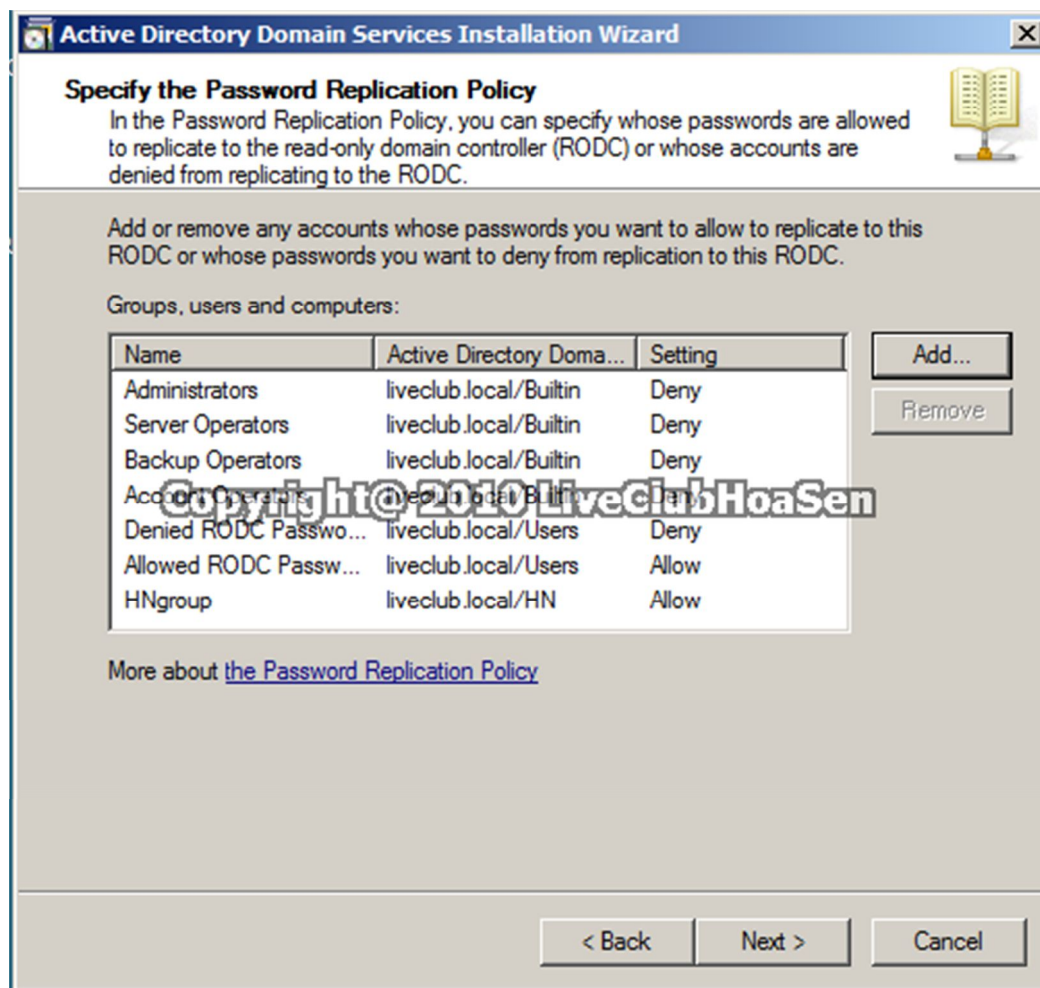 Active Directory Domain Services Installation Wizard
Specify the Password Replication Policy
In the Password Replication Policy, you can specify whose passwords are allowed
to replicate to the read-only domain controller (RODC) or whose accounts are
denied from replicating to the RODC.
Add or remove any accounts whose passwords you want to allow to replicate to this
RODC or whose passwords you want to deny from replication to this RODC.
Groups, users and computers:
Name Active Directory Doma... Setting Add...
Administrators liveclub.local/Builtin Deny
Remove
Server Operators liveclub.local/Builtin Deny
Backup Operators liveclub.local/Builtin Deny
Account Operators liveclub.local/Builtin Deny
Copyright@ 2010 LiveClubHoaSen
Denied RODC Passwo... liveclub.local/Users Deny
Allowed RODC Passw... liveclub.local/Users Allow
HNgroup liveclub.local/HN Allow
More about the Password Replication Policy
< Back Next > Cancel